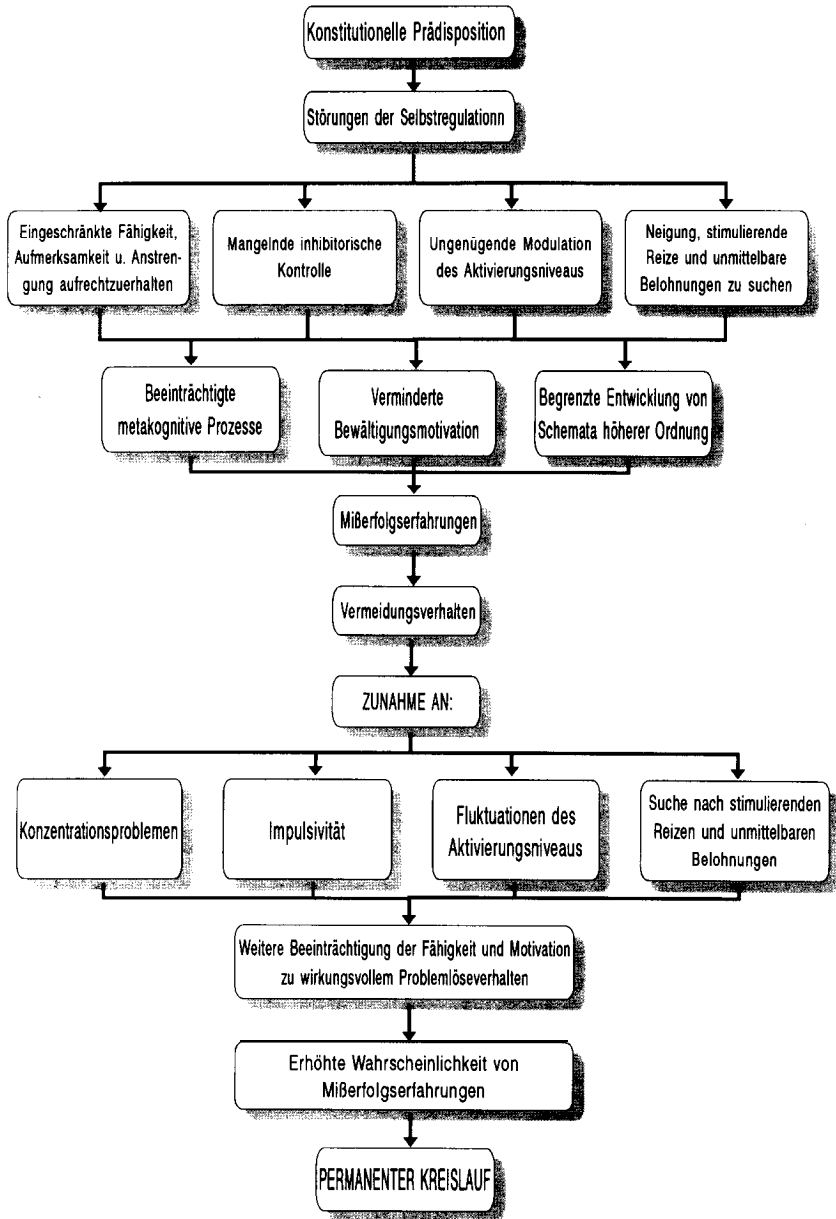 Konstitutionelle Prädisposition
Störungen der Selbstregulationn
Eingeschränkte Fähigkeit,
Aufmerksamkeit u. Anstren-
gung aufrechtzuerhalten
Mangelnde inhibitorische
Kontrolle
Ungenügende Modulation
des Aktivierungsniveaus
Neigung, stimulierende
Reize und unmittelbare
Belohnungen zu suchen
Beeinträchtigte
metakognitive Prozesse
Verminderte
Bewältigungsmotivation
Begrenzte Entwicklung von
Schemata höherer Ordnung
Mißerfolgserfahrungen
Vermeidungsverhalten
ZUNAHME AN:
Konzentrationsproblemen
Impulsivität
Fluktuationen des
Aktivierungsniveaus
Suche nach stimulierenden
Reizen und unmittelbaren
Belohnungen
Weitere Beeinträchtigung der Fähigkeit und Motivation
zu wirkungsvollem Problemlöseverhalten
Erhöhte Wahrscheinlichkeit von
Mißerfolgserfahrungen
PERMANENTER KREISLAUF